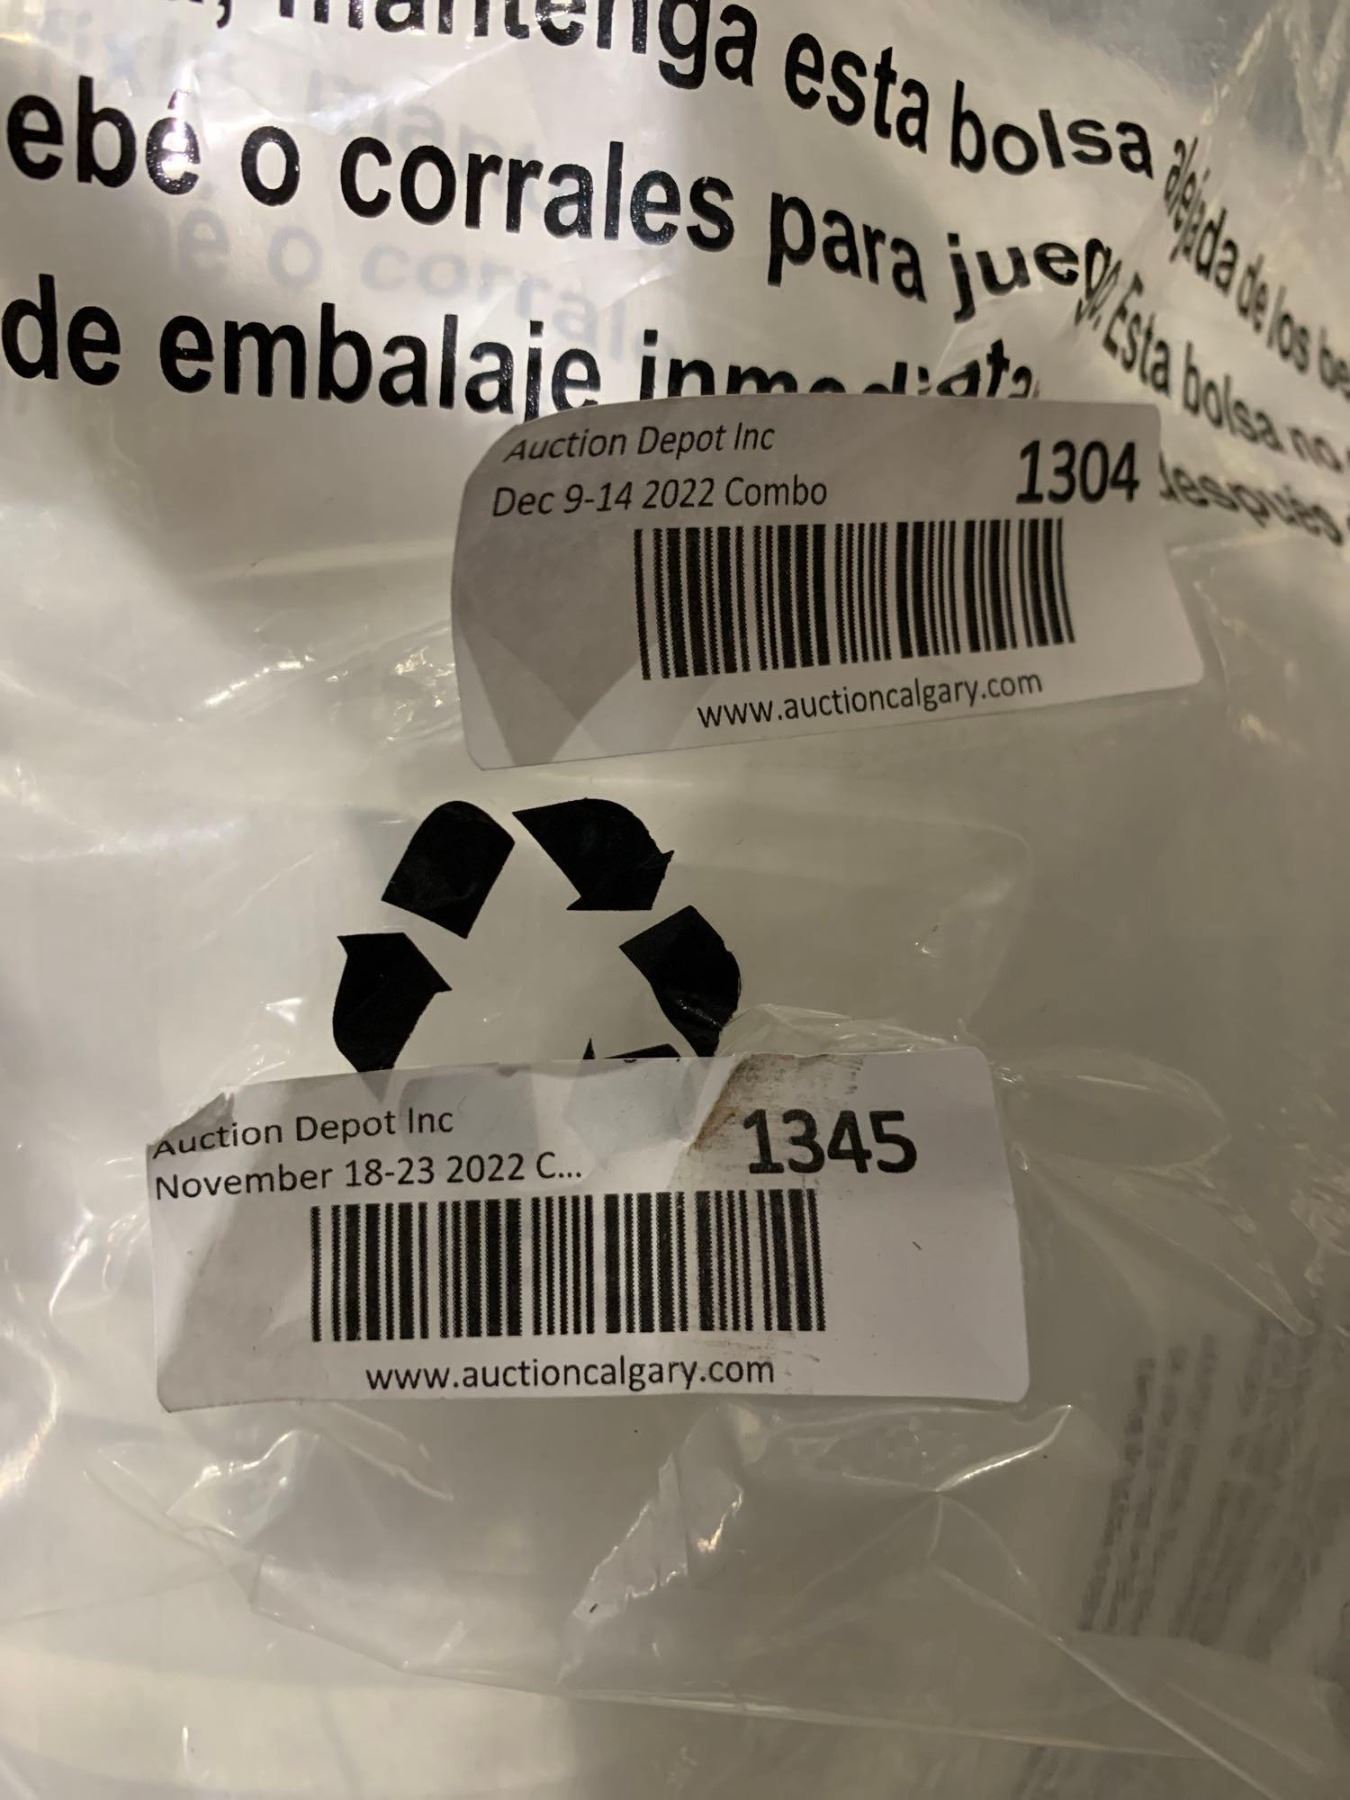 mantenga esta bolsa alejada de los
ebé o corrales para juego. Esta bolsa no
de embalaje después
Auction Depot Inc
Dec 9-14 2022 Combo
1304
www.auctioncalgary.com
Auction Depot Inc
November 18-23 2022 C...
1345
www.auctioncalgary.com